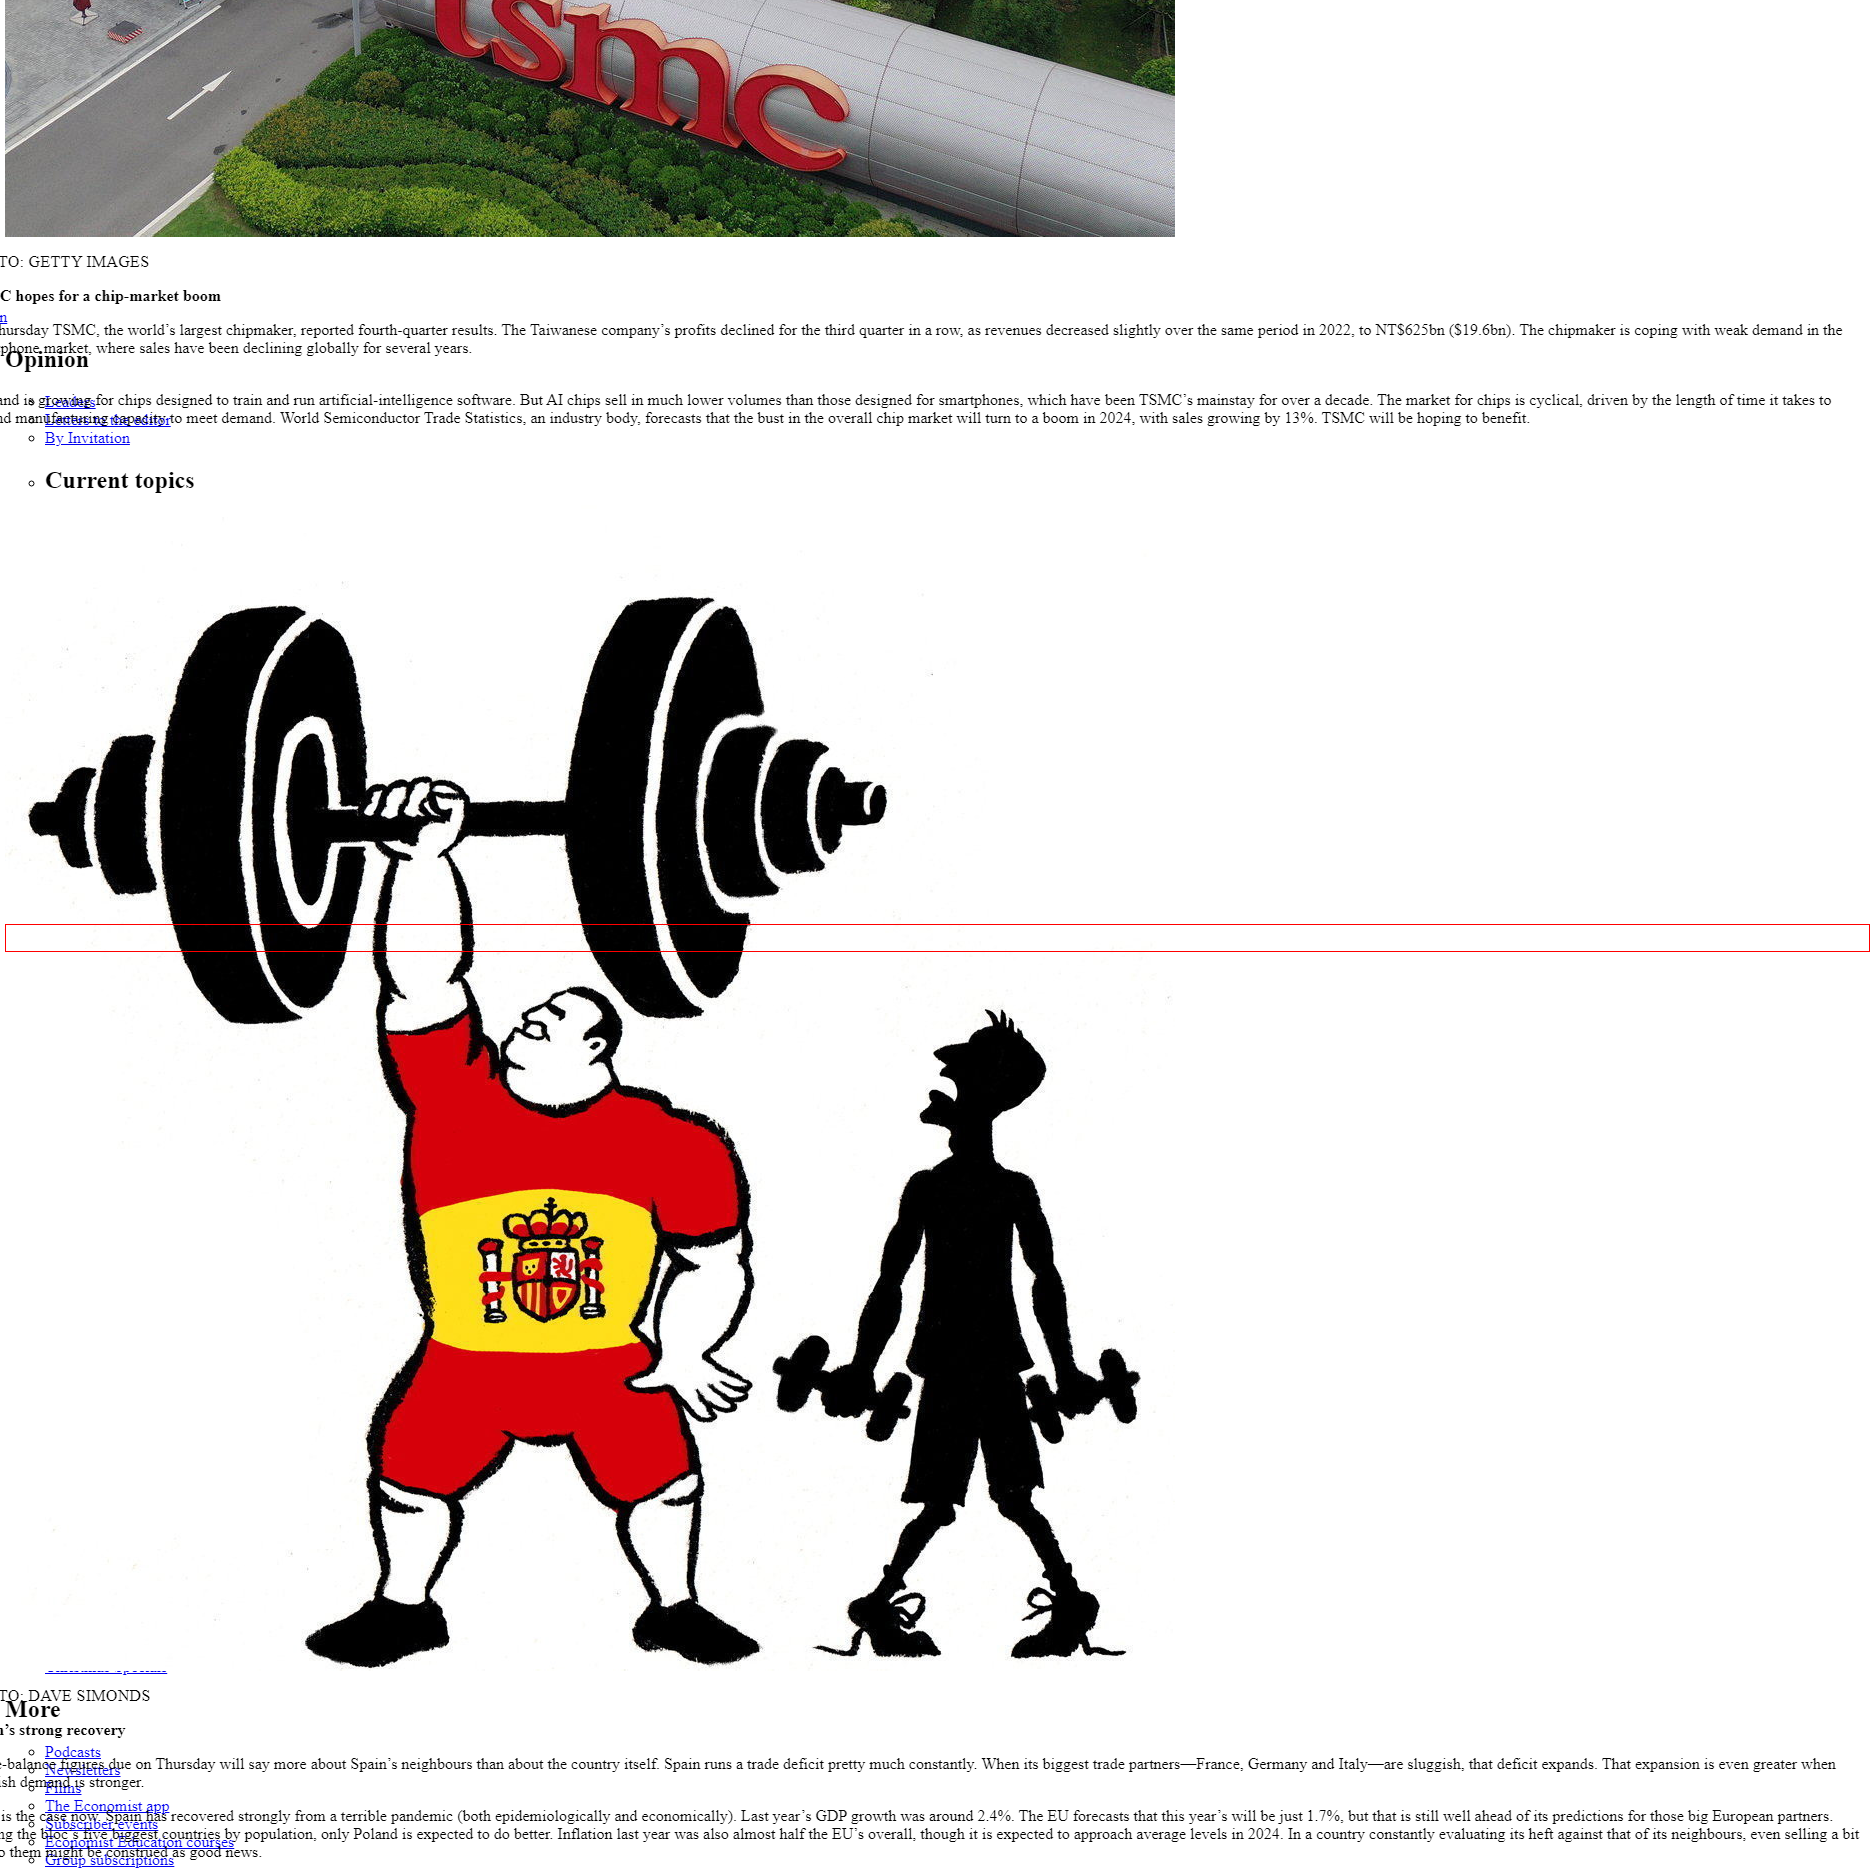 tsmc
TO: GETTY IMAGES
C hopes for a chip-market boom
n
hursday TSMC, the world’s largest chipmaker, reported fourth-quarter results. The Taiwanese company’s profits declined for the third quarter in a row, as revenues decreased slightly over the same period in 2022, to NT$625bn ($19.6bn). The chipmaker is coping with weak demand in the
phone market, where sales have been declining globally for several years.
Opinion
and is growing for chips designed to train and run artificial-intelligence software. But AI chips sell in much lower volumes than those designed for smartphones, which have been TSMC’s mainstay for over a decade. The market for chips is cyclical, driven by the length of time it takes to
Leaders
nd manufacturing capacity to meet demand. World Semiconductor Trade Statistics, an industry body, forecasts that the bust in the overall chip market will turn to a boom in 2024, with sales growing by 13%. TSMC will be hoping to benefit.
Letters to the editor
By Invitation
Current topics
TO: DAVE SIMONDS
More
n’s strong recovery
Podcasts
e-balance figures due on Thursday will say more about Spain’s neighbours than about the country itself. Spain runs a trade deficit pretty much constantly. When its biggest trade partners—France, Germany and Italy—are sluggish, that deficit expands. That expansion is even greater when
Newsletters
ish demand is stronger.
Films
The Economist app
is the case now. Spain has recovered strongly from a terrible pandemic (both epidemiologically and economically). Last year’s GDP growth was around 2.4%. The EU forecasts that this year’s will be just 1.7%, but that is still well ahead of its predictions for those big European partners.
Subscriber events
ng the bloc’s five biggest countries by population, only Poland is expected to do better. Inflation last year was also almost half the EU’s overall, though it is expected to approach average levels in 2024. In a country constantly evaluating its heft against that of its neighbours, even selling a bit
Economist Education courses
o them might be construed as good news.
Group subscriptions